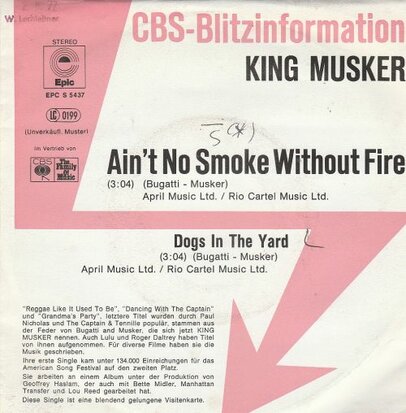 W. Lechleitner
CBS-Blitzinformation
KING MUSKER
STEREO
Epic
EPC S 5437
LC 0199
(Unverkäufl. Muster)
Im Vertrieb von
CBS
The Family of Music
Ain't No Smoke Without Fire
(3:04) (Bugatti - Musker)
April Music Ltd. / Rio Cartel Music Ltd.
Dogs In The Yard
(3:04) (Bugatti - Musker)
April Music Ltd. / Rio Cartel Music Ltd.
"Reggae Like It Used To Be", "Dancing With The Captain"
und "Grandma's Party", letztere Titel wurden durch Paul
Nicholas und The Captain & Tennille populär, stammen aus
der Feder von Bugatti and Musker, die sich jetzt KING
MUSKER nennen. Auch Lulu und Roger Daltrey haben Titel
von ihnen aufgenommen. Für diverse Filme haben sie die
Musik geschrieben.
Ihre erste Single kam unter 134.000 Einreichungen für das
American Song Festival auf den zweiten Platz.
Sie arbeiten an einem Album unter der Produktion von
Geoffrey Haslam, der auch mit Bette Midler, Manhattan
Transfer und Lou Reed gearbeitet hat.
Diese Single ist eine blendend gelungene Visitenkarte.